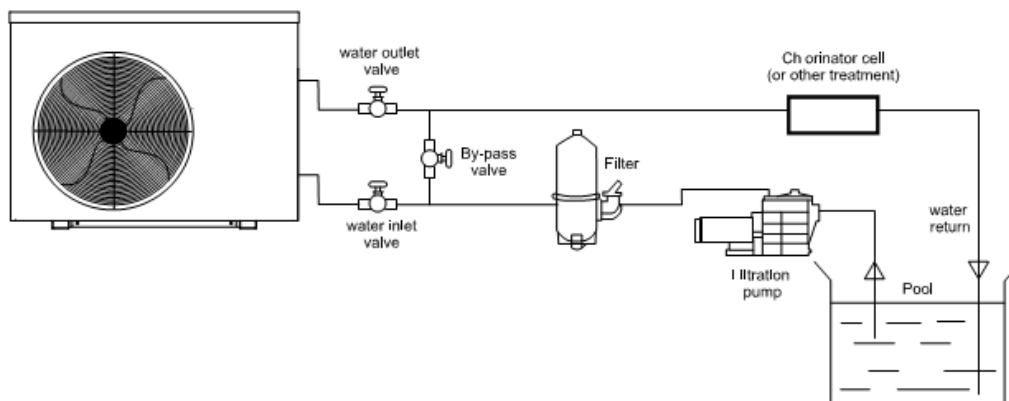 water outlet
valve
Ch orinator cell
(or other treatment)
By-pass
valve
Filter
water inlet
valve
water
return
I iltration
pump
Pool